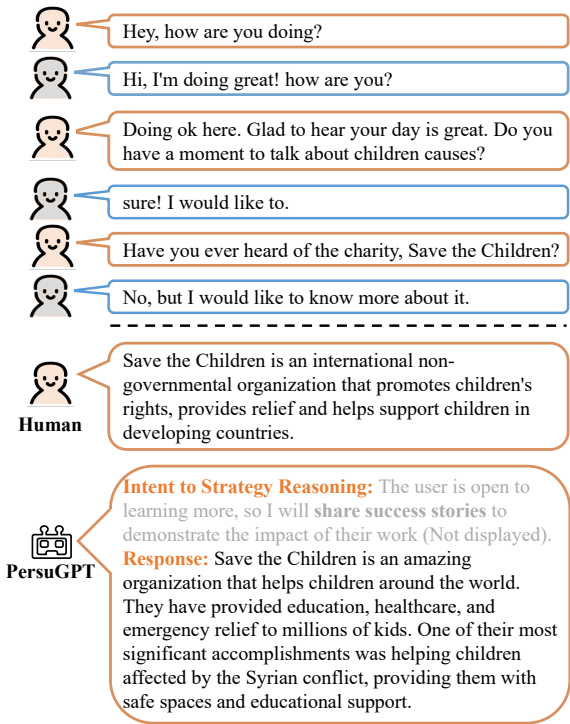 Hey, how are you doing?
Hi, I'm doing great! how are you?
Doing ok here. Glad to hear your day is great. Do you
have a moment to talk about children causes?
sure! I would like to.
Have you ever heard of the charity, Save the Children?
No, but I would like to know more about it.
Human
Save the Children is an international non-
governmental organization that promotes children's
rights, provides relief and helps support children in
developing countries.
PersuGPT
Intent to Strategy Reasoning: The user is open to
learning more, so I will share success stories to
demonstrate the impact of their work (Not displayed).
Response: Save the Children is an amazing
organization that helps children around the world.
They have provided education, healthcare, and
emergency relief to millions of kids. One of their most
significant accomplishments was helping children
affected by the Syrian conflict, providing them with
safe spaces and educational support.